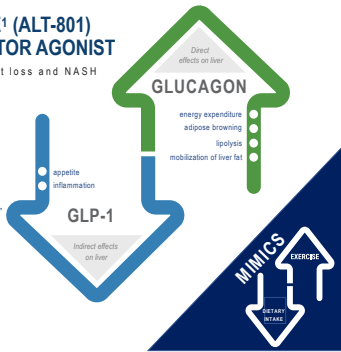 ¹ (ALT-801)
TOR AGONIST
t loss and NASH
Direct
effects on liver
GLUCAGON
energy expenditure
adipose browning
lipolysis
mobilization of liver fat
appetite
inflammation
GLP-1
Indirect effects
on liver
MIMICS
EXERCISE
DIETARY
INTAKE